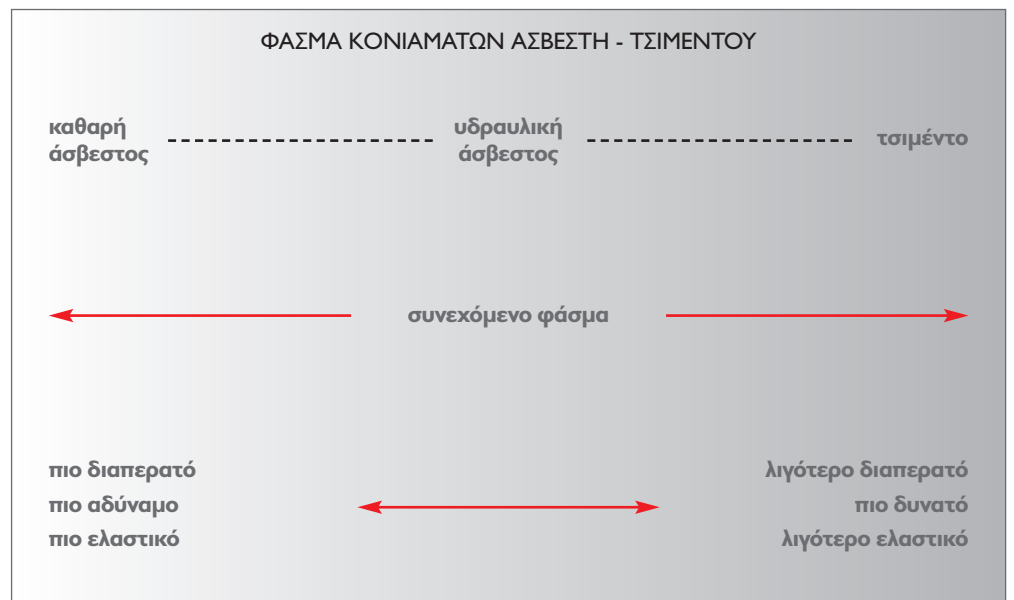 ΦΑΣΜΑ ΚΟΝΙΑΜΑΤΩΝ ΑΣΒΕΣΤΗ - ΤΣΙΜΕΝΤΟΥ
καθαρή
άσβεστος
υδραυλική
άσβεστος
τσιμέντο
συνεχόμενο φάσμα
πιο διαπερατό
πιο αδύναμο
πιο ελαστικό
λιγότερο διαπερατό
πιο δυνατό
λιγότερο ελαστικό